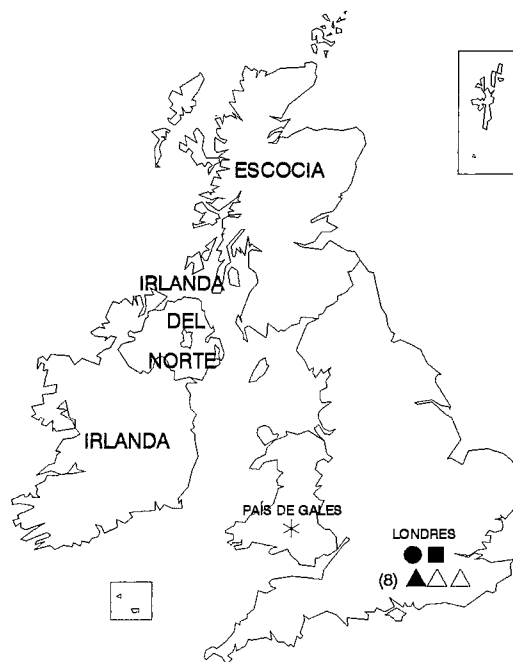 ESCOCIA
IRLANDA
DEL
NORTE
IRLANDA
PAÍS DE GALES
LONDRES
(8)